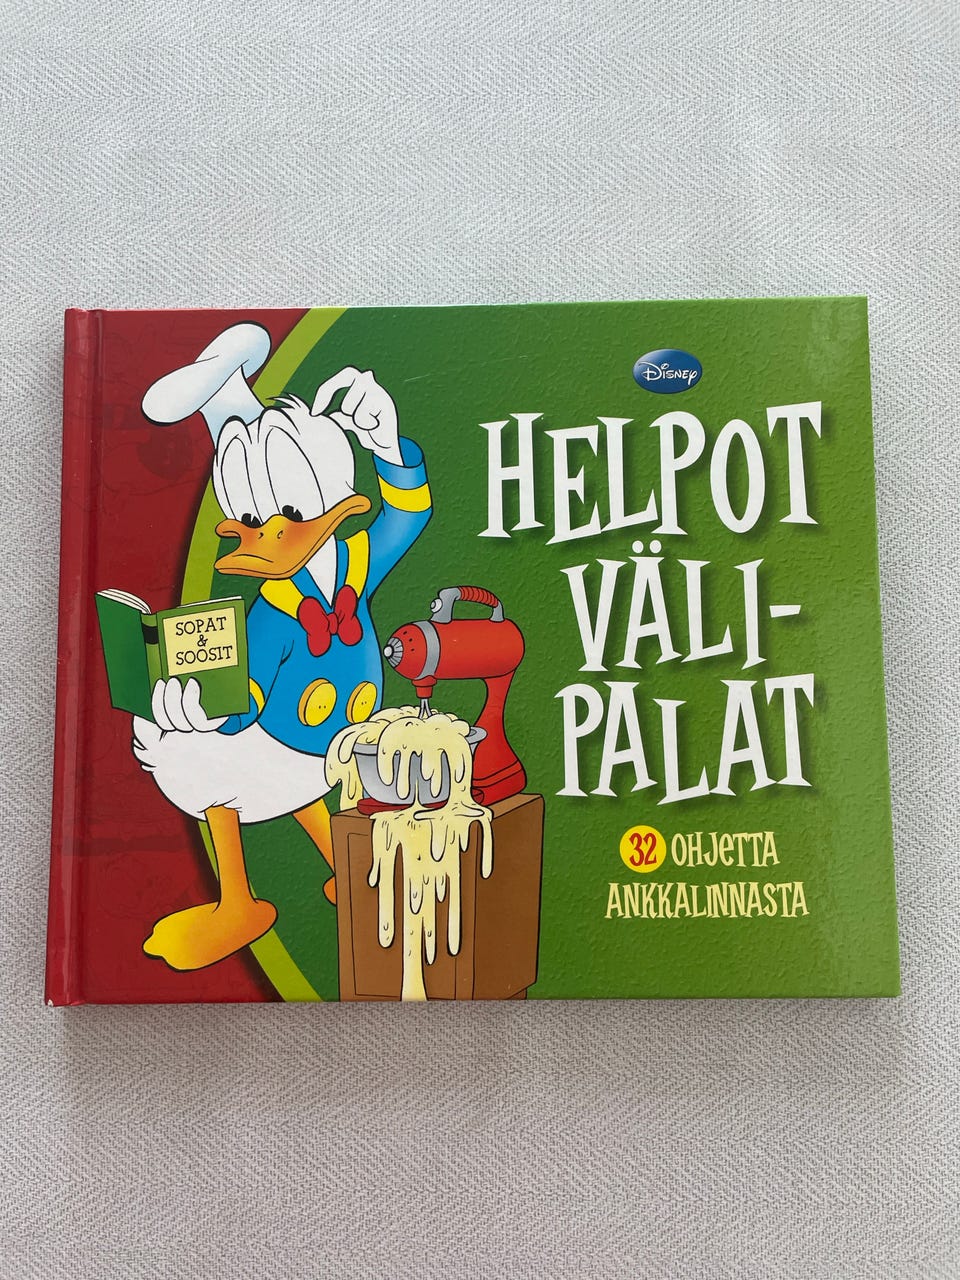 Disney
HELPOT
VÄLI-
PALAT
32 OHJETTA
ANKKALINNASTA
SOPAT
&
SOOSIT